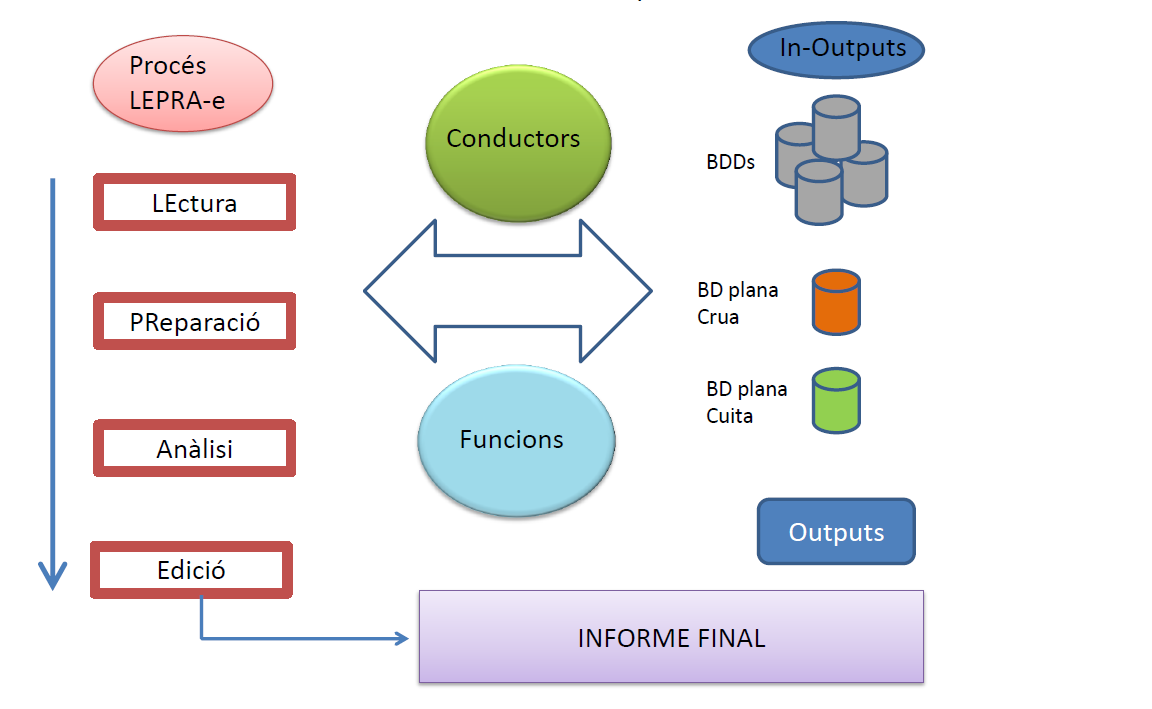 Procés
LEPRA-e
LEctura
PReparació
Anàlisi
Edició
Conductors
Funcions
In-Outputs
BDDs
BD plana
Crua
BD plana
Cuita
Outputs
INFORME FINAL